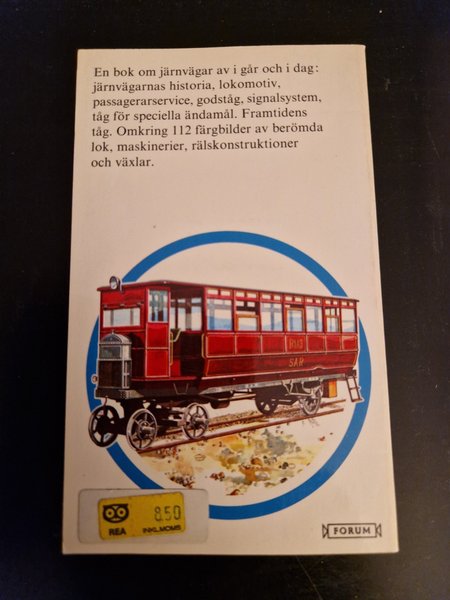 En bok om järnvägar av i går och i dag:
järnvägarnas historia, lokomotiv,
passagerarservice, godståg, signalsystem,
tåg för speciella ändamål. Framtidens
tåg. Omkring 112 färgbilder av berömda
lok, maskinerier, rälskonstruktioner
och växlar.
SAR
8.50
REA INKL.MOMS
FORUM